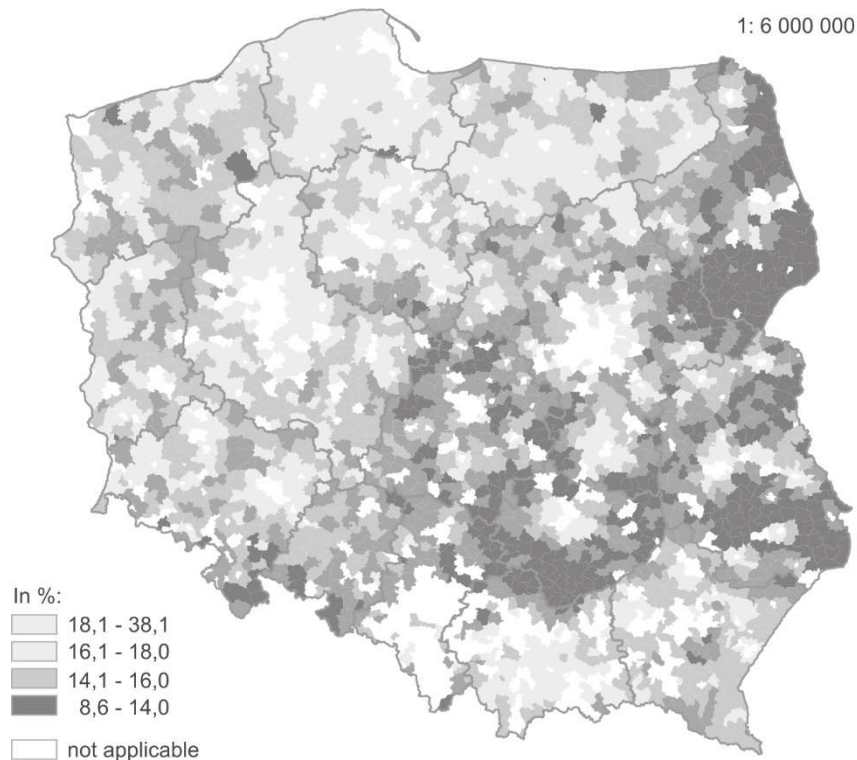 1: 6 000 000
In %:
18,1 - 38,1
16,1 - 18,0
14,1 - 16,0
8,6 - 14,0
not applicable